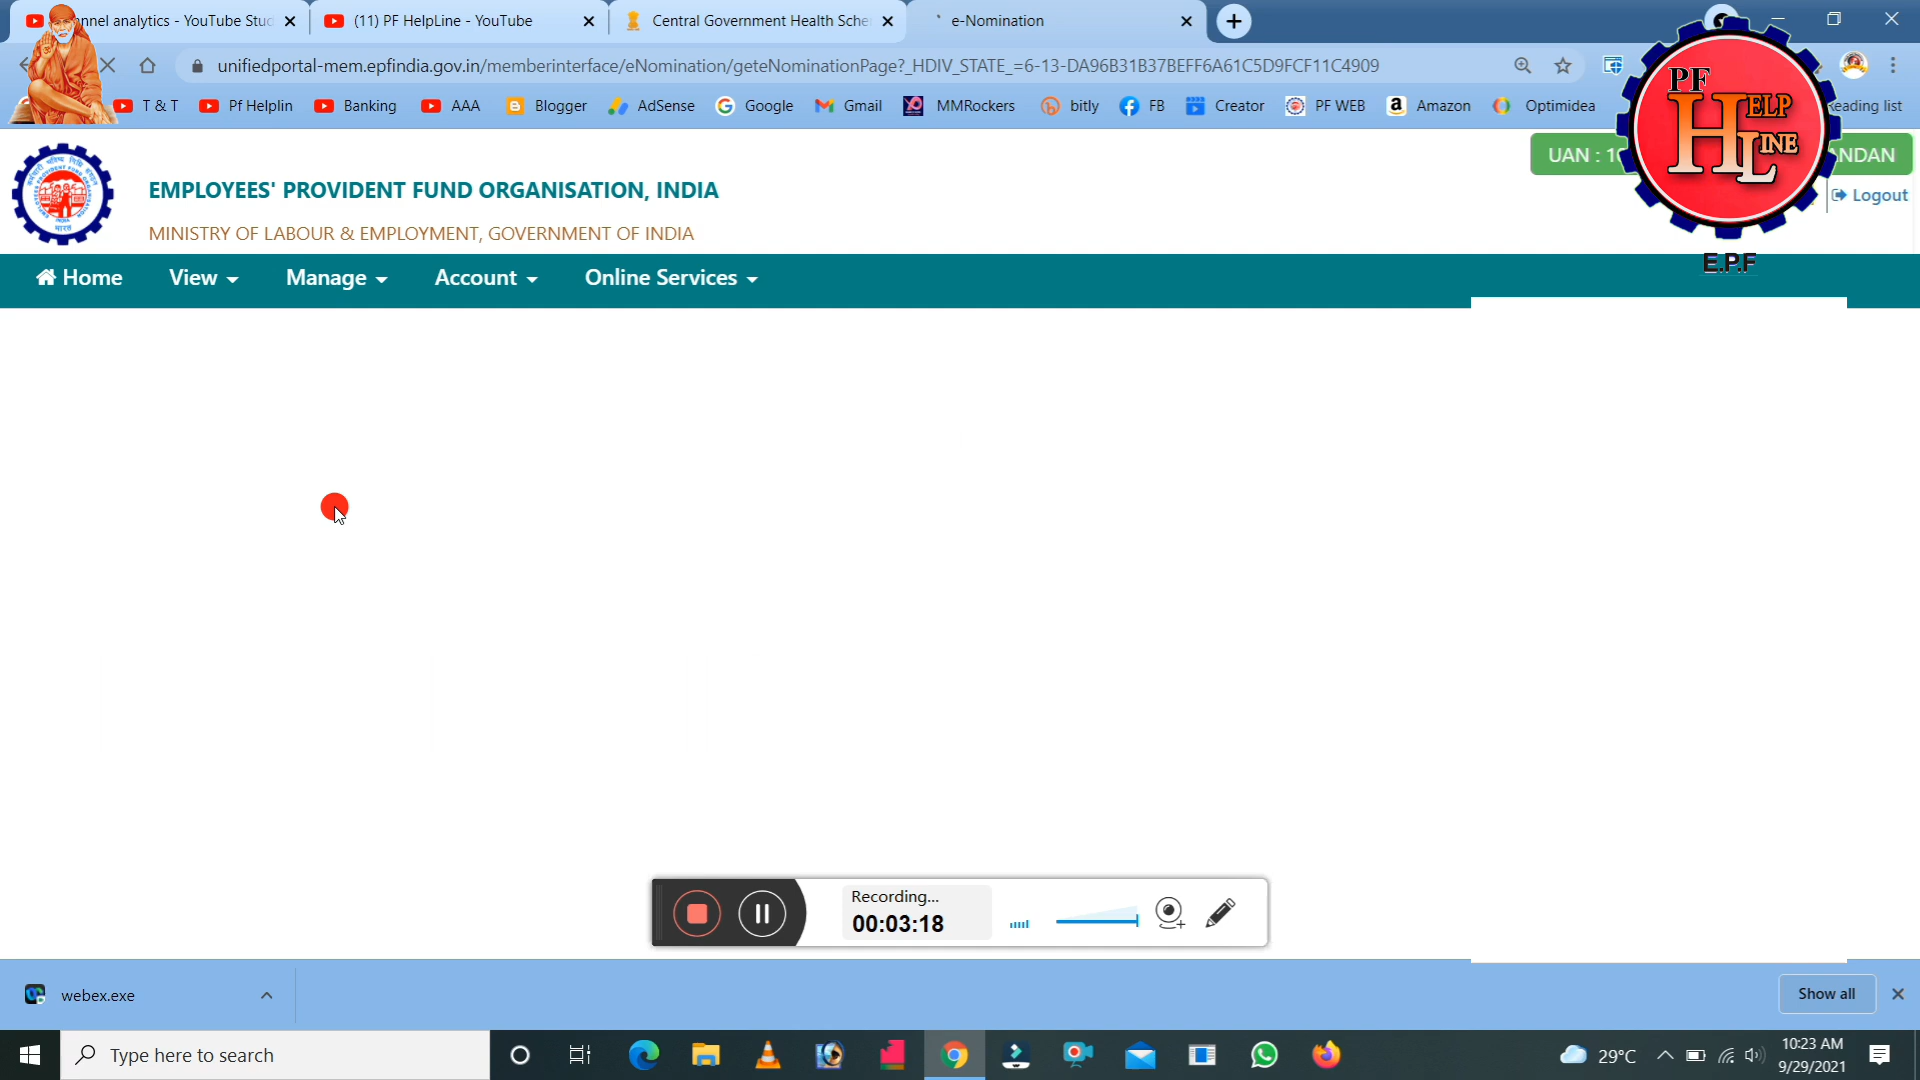 nnel analytics - YouTube Stud
(11) PF HelpLine - YouTube
Central Government Health Sche
e-Nomination
unifiedportal-mem.epfindia.gov.in/memberinterface/eNomination/geteNominationPage?_HDIV_STATE_=6-13-DA96B31B37BEFF6A61C5D9FCF11C4909
T & T
Pf Helplin
Banking
AAA
Blogger
AdSense
Google
Gmail
MMRockers
bitly
FB
Creator
PF WEB
Amazon
Optimidea
eading list
PF
HELP
LINE
E.P.F
UAN : 1
ANDAN
Logout
EMPLOYEES' PROVIDENT FUND ORGANISATION, INDIA
MINISTRY OF LABOUR & EMPLOYMENT, GOVERNMENT OF INDIA
Home
View
Manage
Account
Online Services
Recording...
00:03:18
webex.exe
Show all
Type here to search
29°C
10:23 AM
9/29/2021